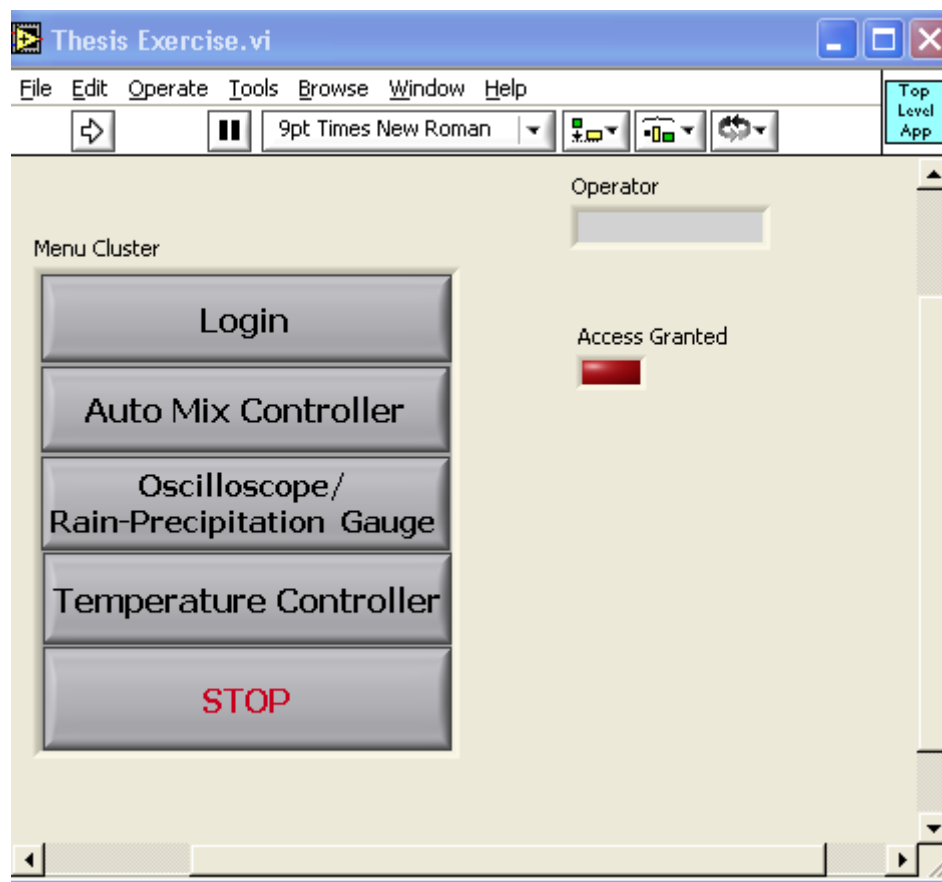 Thesis Exercise.vi
File Edit Operate Tools Browse Window Help
Top
Level
App
9pt Times New Roman
Operator
Menu Cluster
Login
Access Granted
Auto Mix Controller
Oscilloscope/
Rain-Precipitation Gauge
Temperature Controller
STOP